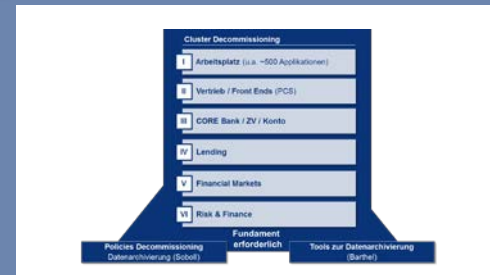 Cluster Decommissioning
I Arbeitsplatz (u.a. ~500 Applikationen)
II Vertrieb / Front Ends (PCS)
III CORE Bank / ZV / Konto
IV Lending
V Financial Markets
VI Risk & Finance
Fundament
erforderlich
Policies Decommissioning
Datenarchivierung (Soboll)
Tools zur Datenarchivierung
(Barthel)